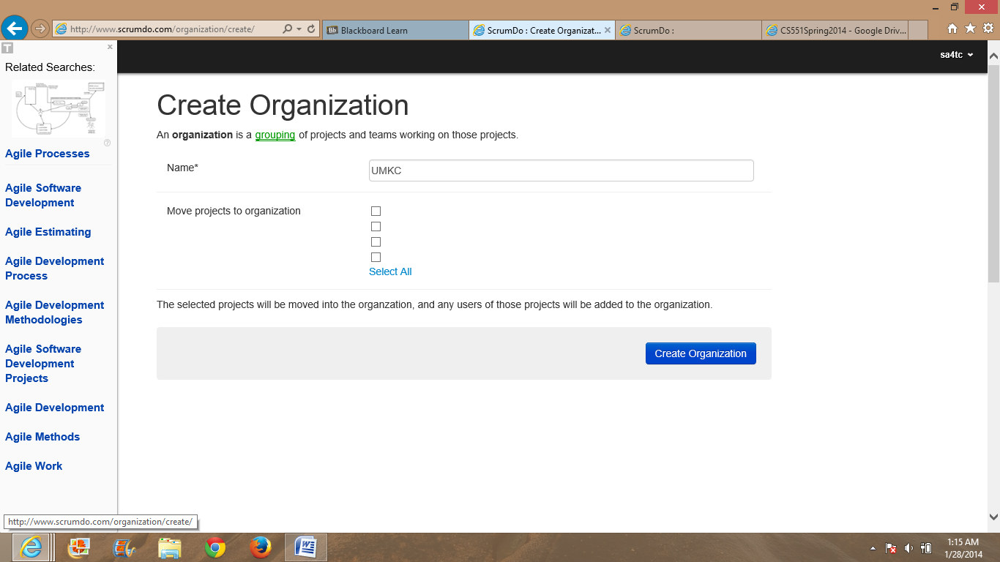 http://www.scrumdo.com/organization/create/
Blackboard Learn
ScrumDo : Create Organizat...
ScrumDo :
CS551Spring2014 - Google Driv...
sa4tc
Related Searches:
Agile Processes
Agile Software
Development
Agile Estimating
Agile Development
Process
Agile Development
Methodologies
Agile Software
Development
Projects
Agile Development
Agile Methods
Agile Work
Create Organization
An organization is a grouping of projects and teams working on those projects.
Name*
UMKC
Move projects to organization
Select All
The selected projects will be moved into the organzation, and any users of those projects will be added to the organization.
Create Organization
http://www.scrumdo.com/organization/create/
1:15 AM
1/28/2014